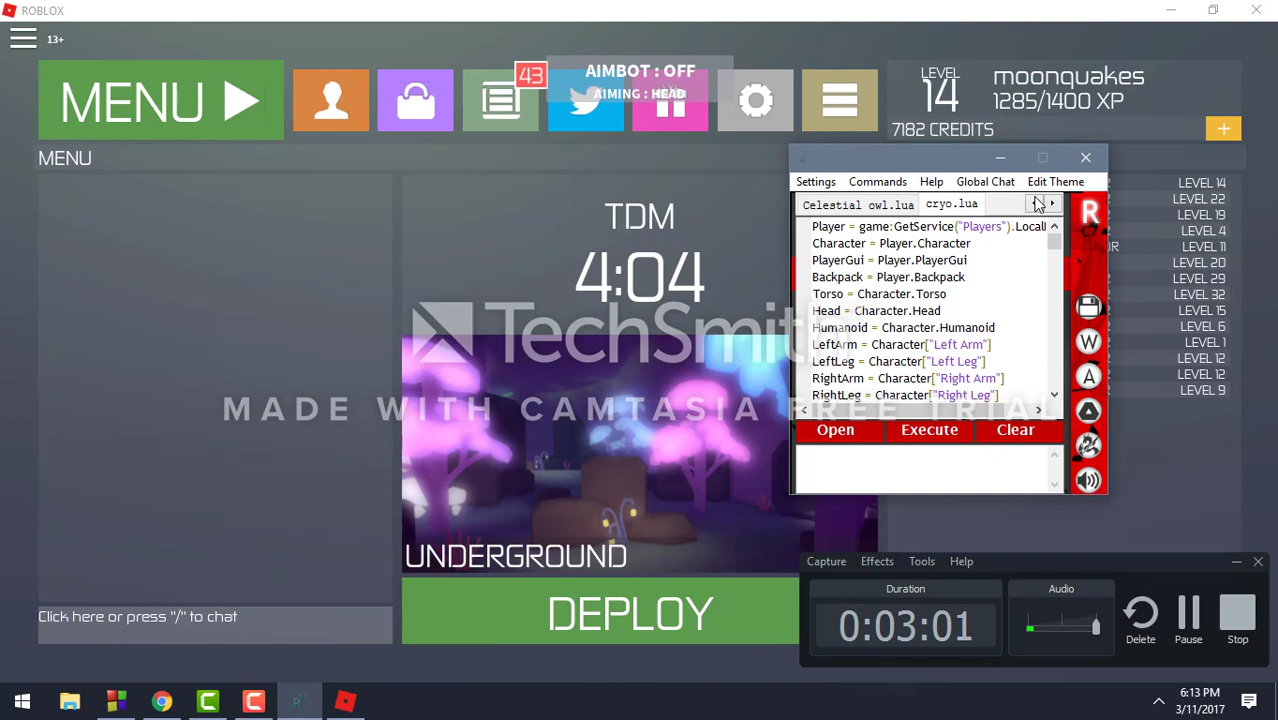 ROBLOX
13+
MENU
43
AIMBOT : OFF
AIMING : HEAD
LEVEL
14
moonquakes
1285/1400 XP
7182 CREDITS
+
MENU
Settings Commands Help Global Chat Edit Theme
Celestial owl.lua cryo.lua
Player = game:GetService("Players").Local
Character = Player.Character
PlayerGui = Player.PlayerGui
Backpack = Player.Backpack
Torso = Character.Torso
Head = Character.Head
Humanoid = Character.Humanoid
LeftArm = Character["Left Arm"]
LeftLeg = Character["Left Leg"]
RightArm = Character["Right Arm"]
RightLeg = Character["Right Leg"]
Open Execute Clear
R
C7
W
A
LEVEL 14
LEVEL 22
LEVEL 19
LEVEL 4
OR LEVEL 11
LEVEL 20
LEVEL 29
LEVEL 32
LEVEL 15
LEVEL 6
LEVEL 1
LEVEL 12
LEVEL 12
LEVEL 9
TDM
4:04
TechSmith
MADE WITH CAMTASIA FREE TRIAL
UNDERGROUND
DEPLOY
Click here or press "/" to chat
Capture Effects Tools Help
Duration
0:03:01
Audio
Delete Pause Stop
6:13 PM
3/11/2017